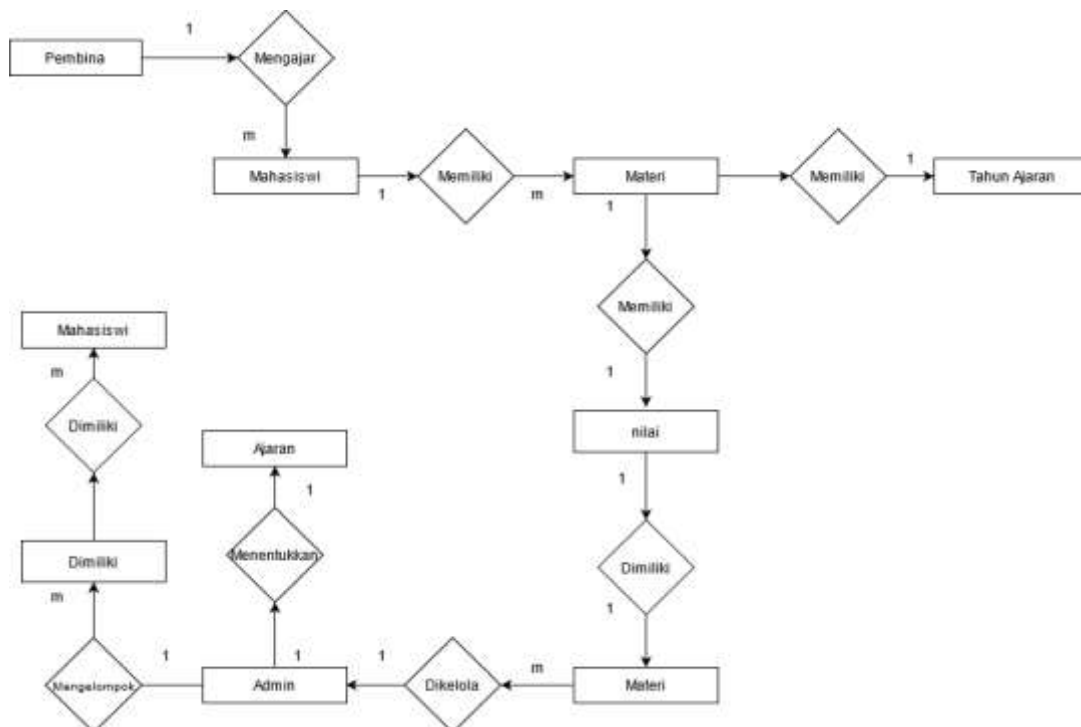 1
Pembina
Mengajar
m
1
Mahasiswi
Memiliki
Materi
Memiliki
Tahun Ajaran
1
m
1
Memiliki
Mahasiswi
m
1
Dimiliki
nilai
Ajaran
1
1
Menentukkan
Dimiliki
Dimiliki
m
1
1
1
1
m
Mengelompok
Admin
Dikelola
Materi